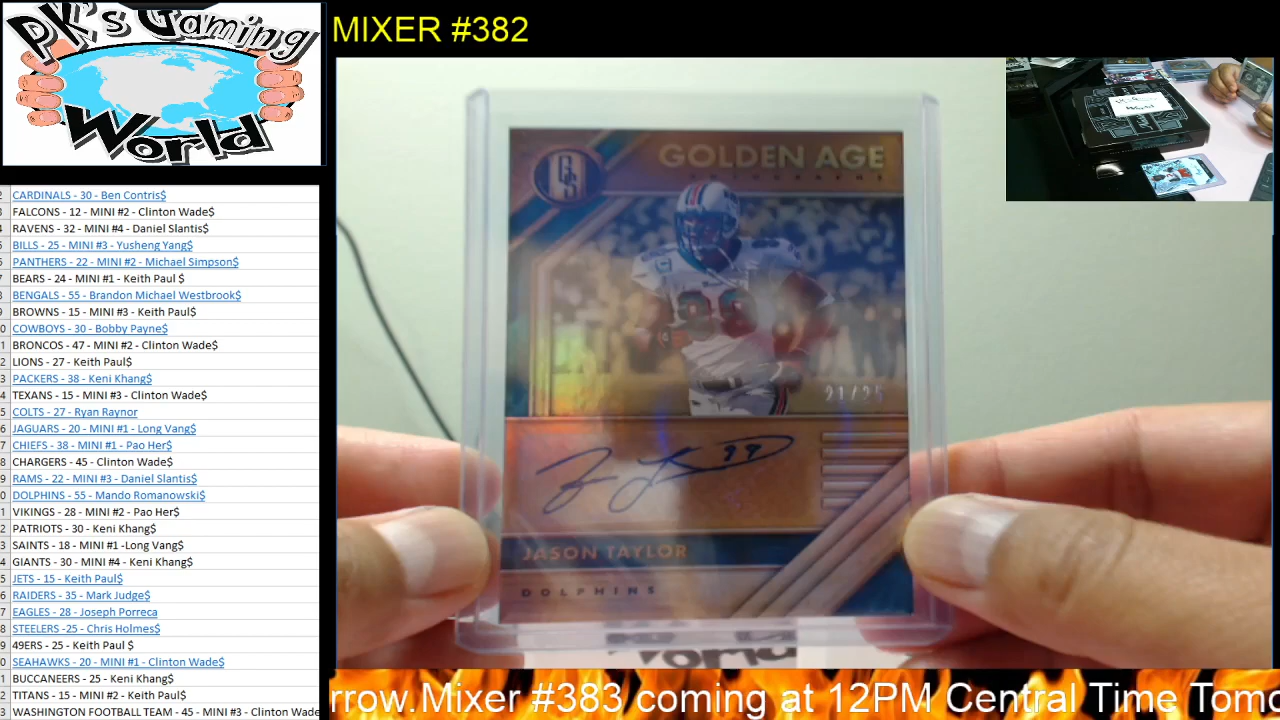 PK's Gaming
World
MIXER #382
CARDINALS - 30 - Ben Contris$
FALCONS - 12 - MINI #2 - Clinton Wade$
RAVENS - 32 - MINI #4 - Daniel Slantis$
BILLS - 25 - MINI #3 - Yusheng Yang$
PANTHERS - 22 - MINI #2 - Michael Simpson$
BEARS - 24 - MINI #1 - Keith Paul $
BENGALS - 55 - Brandon Michael Westbrook$
BROWNS - 15 - MINI #3 - Keith Paul$
COWBOYS - 30 - Bobby Payne$
BRONCOS - 47 - MINI #2 - Clinton Wade$
LIONS - 27 - Keith Paul$
PACKERS - 38 - Keni Khang$
TEXANS - 15 - MINI #3 - Clinton Wade$
COLTS - 27 - Ryan Raynor
JAGUARS - 20 - MINI #1 - Long Vang$
CHIEFS - 38 - MINI #1 - Pao Her$
CHARGERS - 45 - Clinton Wade$
RAMS - 22 - MINI #3 - Daniel Slantis$
DOLPHINS - 55 - Mando Romanowski$
VIKINGS - 28 - MINI #2 - Pao Her$
PATRIOTS - 30 - Keni Khang$
SAINTS - 18 - MINI #1 -Long Vang$
GIANTS - 30 - MINI #4 - Keni Khang$
JETS - 15 - Keith Paul$
RAIDERS - 35 - Mark Judge$
EAGLES - 28 - Joseph Porreca
STEELERS -25 - Chris Holmes$
49ERS - 25 - Keith Paul $
SEAHAWKS - 20 - MINI #1 - Clinton Wade$
BUCCANEERS - 25 - Keni Khang$
TITANS - 15 - MINI #2 - Keith Paul$
WASHINGTON FOOTBALL TEAM - 45 - MINI #3 - Clinton Wade
GOLDEN AGE
AUTOGRAPHS
GS
21/25
99
JASON TAYLOR
DOLPHINS
World
rrow.Mixer #383 coming at 12PM Central Time Tomo